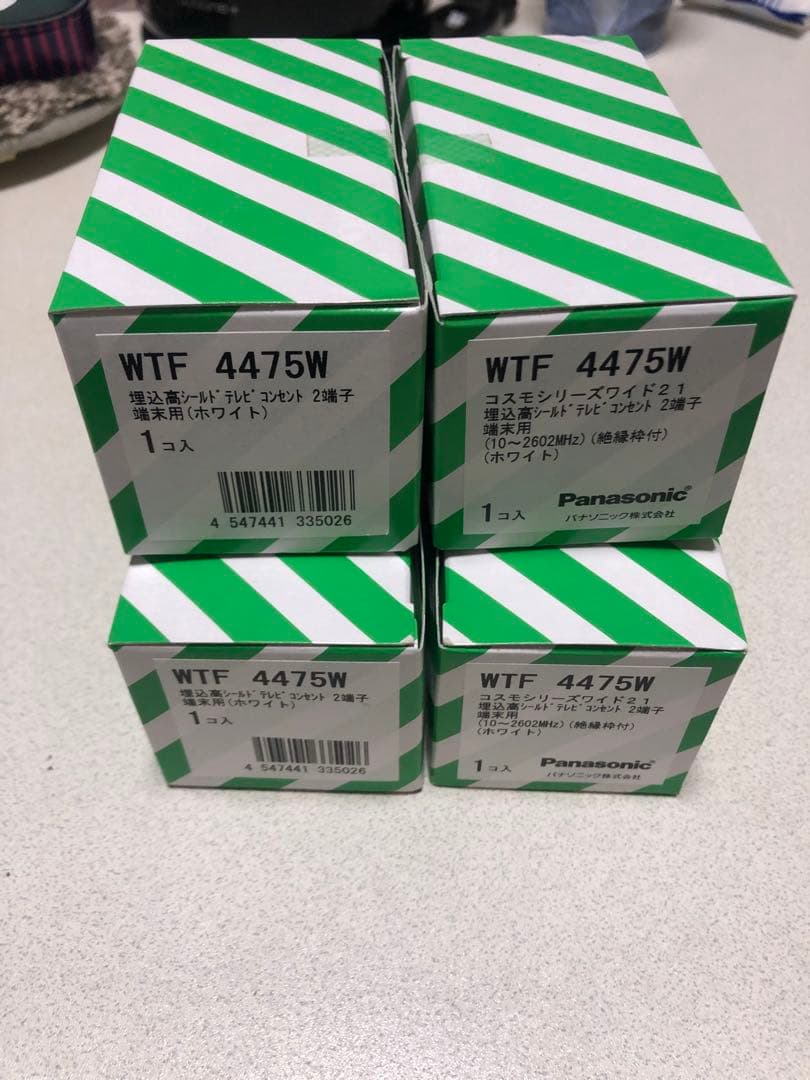 WTF 4475W
埋込高ｼｰﾙﾄﾞﾃﾚﾋﾞｺﾝｾﾝﾄ 2端子
端末用(ホワイト)
1コ入
4 547441 335026
WTF 4475W
コスモシリーズワイド２１
埋込高ｼｰﾙﾄﾞﾃﾚﾋﾞｺﾝｾﾝﾄ 2端子
端末用
(10～2602MHz)(絶縁枠付)
(ホワイト)
1コ入
Panasonic®
パナソニック株式会社
WTF 4475W
埋込高ｼｰﾙﾄﾞﾃﾚﾋﾞｺﾝｾﾝﾄ 2端子
端末用(ホワイト)
1コ入
4 547441 335026
WTF 4475W
コスモシリーズワイド２１
埋込高ｼｰﾙﾄﾞﾃﾚﾋﾞｺﾝｾﾝﾄ 2端子
端末用
(10～2602MHz)(絶縁枠付)
(ホワイト)
1コ入
Panasonic®
パナソニック株式会社